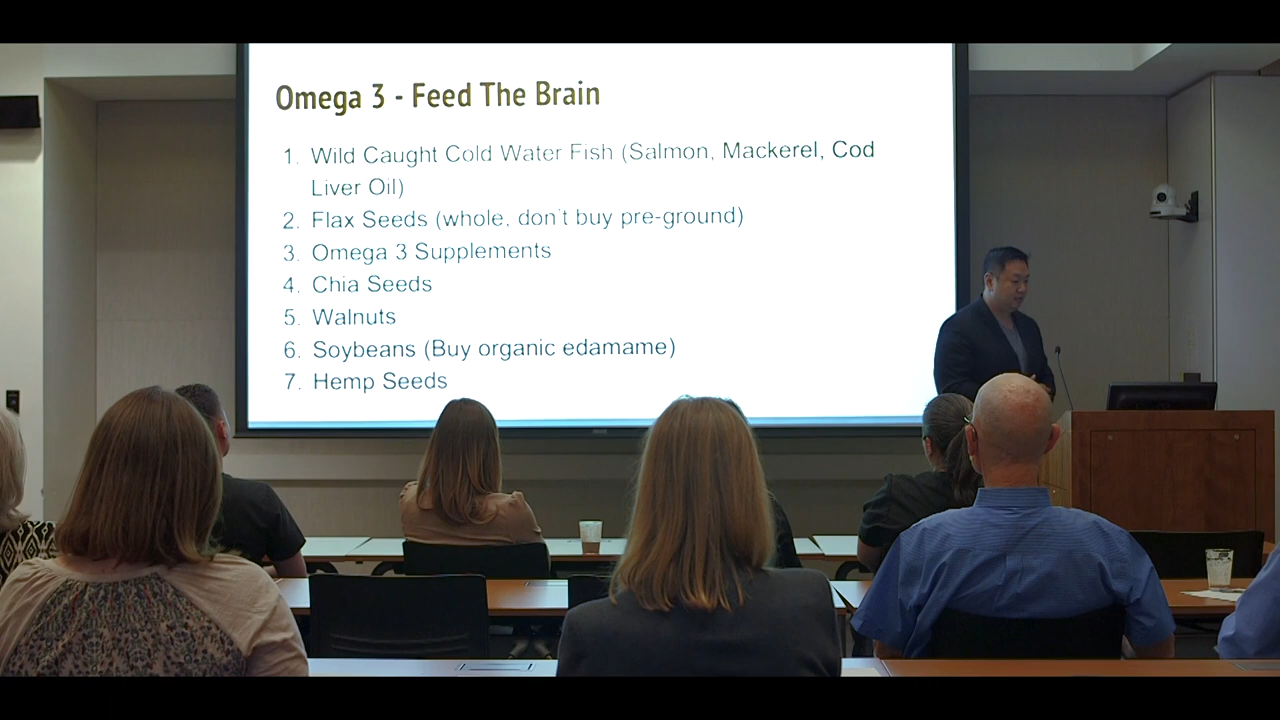 Omega 3 - Feed The Brain
1. Wild Caught Cold Water Fish (Salmon, Mackerel, Cod
Liver Oil)
2. Flax Seeds (whole, don't buy pre-ground)
3. Omega 3 Supplements
4. Chia Seeds
5. Walnuts
6. Soybeans (Buy organic edamame)
7. Hemp Seeds